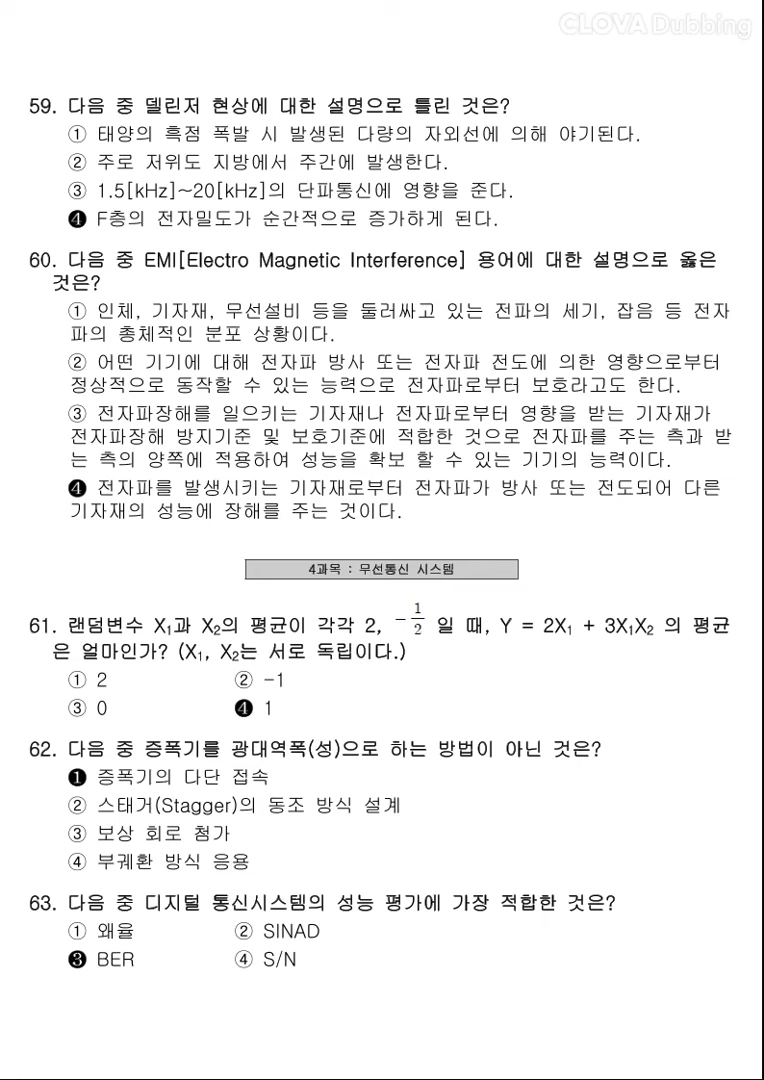 CLOVA Dubbing
59. 다음 중 델린저 현상에 대한 설명으로 틀린 것은?
① 태양의 흑점 폭발 시 발생된 다량의 자외선에 의해 야기된다.
② 주로 저위도 지방에서 주간에 발생한다.
③ 1.5[kHz]~20[kHz]의 단파통신에 영향을 준다.
❹ F층의 전자밀도가 순간적으로 증가하게 된다.
60. 다음 중 EMI[Electro Magnetic Interference] 용어에 대한 설명으로 옳은
것은?
① 인체, 기자재, 무선설비 등을 둘러싸고 있는 전파의 세기, 잡음 등 전자
파의 총체적인 분포 상황이다.
② 어떤 기기에 대해 전자파 방사 또는 전자파 전도에 의한 영향으로부터
정상적으로 동작할 수 있는 능력으로 전자파로부터 보호라고도 한다.
③ 전자파장해를 일으키는 기자재나 전자파로부터 영향을 받는 기자재가
전자파장해 방지기준 및 보호기준에 적합한 것으로 전자파를 주는 측과 받
는 측의 양쪽에 적용하여 성능을 확보 할 수 있는 기기의 능력이다.
❹ 전자파를 발생시키는 기자재로부터 전자파가 방사 또는 전도되어 다른
기자재의 성능에 장해를 주는 것이다.
4과목 : 무선통신 시스템
61. 랜덤변수 X₁과 X₂의 평균이 각각 2, -1/2 일 때, Y = 2X₁ + 3X₁X₂ 의 평균
은 얼마인가? (X₁, X₂는 서로 독립이다.)
① 2 ② -1
③ 0 ❹ 1
62. 다음 중 증폭기를 광대역폭(성)으로 하는 방법이 아닌 것은?
❶ 증폭기의 다단 접속
② 스태거(Stagger)의 동조 방식 설계
③ 보상 회로 첨가
④ 부궤환 방식 응용
63. 다음 중 디지털 통신시스템의 성능 평가에 가장 적합한 것은?
① 왜율 ② SINAD
❸ BER ④ S/N